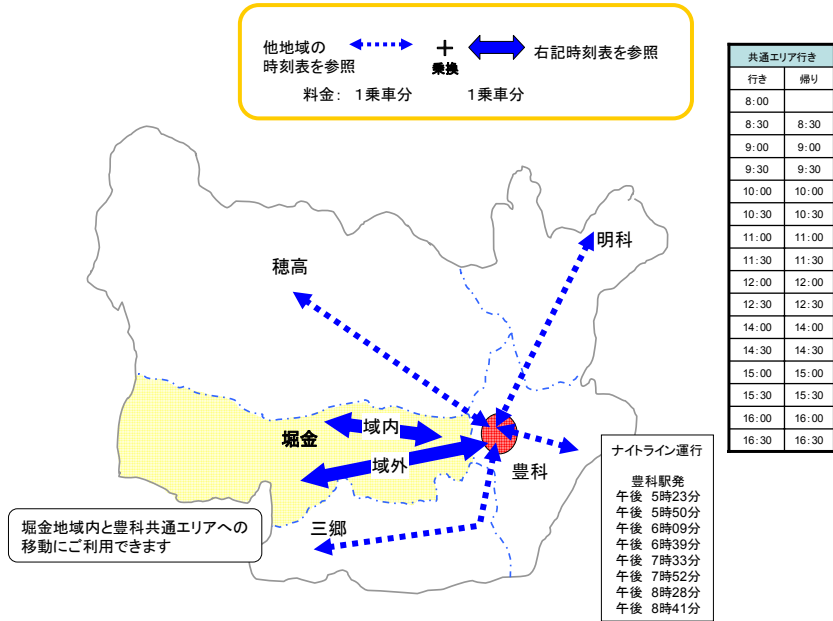 他地域の
時刻表を参照
+
乗換
右記時刻表を参照
料金: 1乗車分 1乗車分
共通エリア行き
行き 帰り
8:00
8:30 8:30
9:00 9:00
9:30 9:30
10:00 10:00
10:30 10:30
11:00 11:00
11:30 11:30
12:00 12:00
12:30 12:30
14:00 14:00
14:30 14:30
15:00 15:00
15:30 15:30
16:00 16:00
16:30 16:30
明科
穂高
堀金
域内
域外
豊科
三郷
堀金地域内と豊科共通エリアへの
移動にご利用できます
ナイトライン運行
豊科駅発
午後 5時23分
午後 5時50分
午後 6時09分
午後 6時39分
午後 7時33分
午後 7時52分
午後 8時28分
午後 8時41分